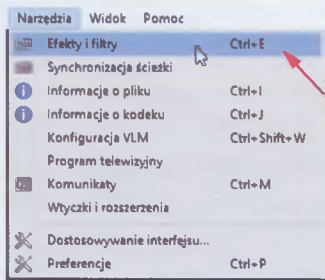 Narzędzia Widok Pomoc
Efekty i filtry Ctrl+E
Synchronizacja ścieżki
Informacje o pliku Ctrl+I
Informacje o kodeku Ctrl+J
Konfiguracja VLM Ctrl+Shift+W
Program telewizyjny
Komunikaty Ctrl+M
Wtyczki i rozszerzenia
Dostosowywanie interfejsu...
Preferencje Ctrl+P